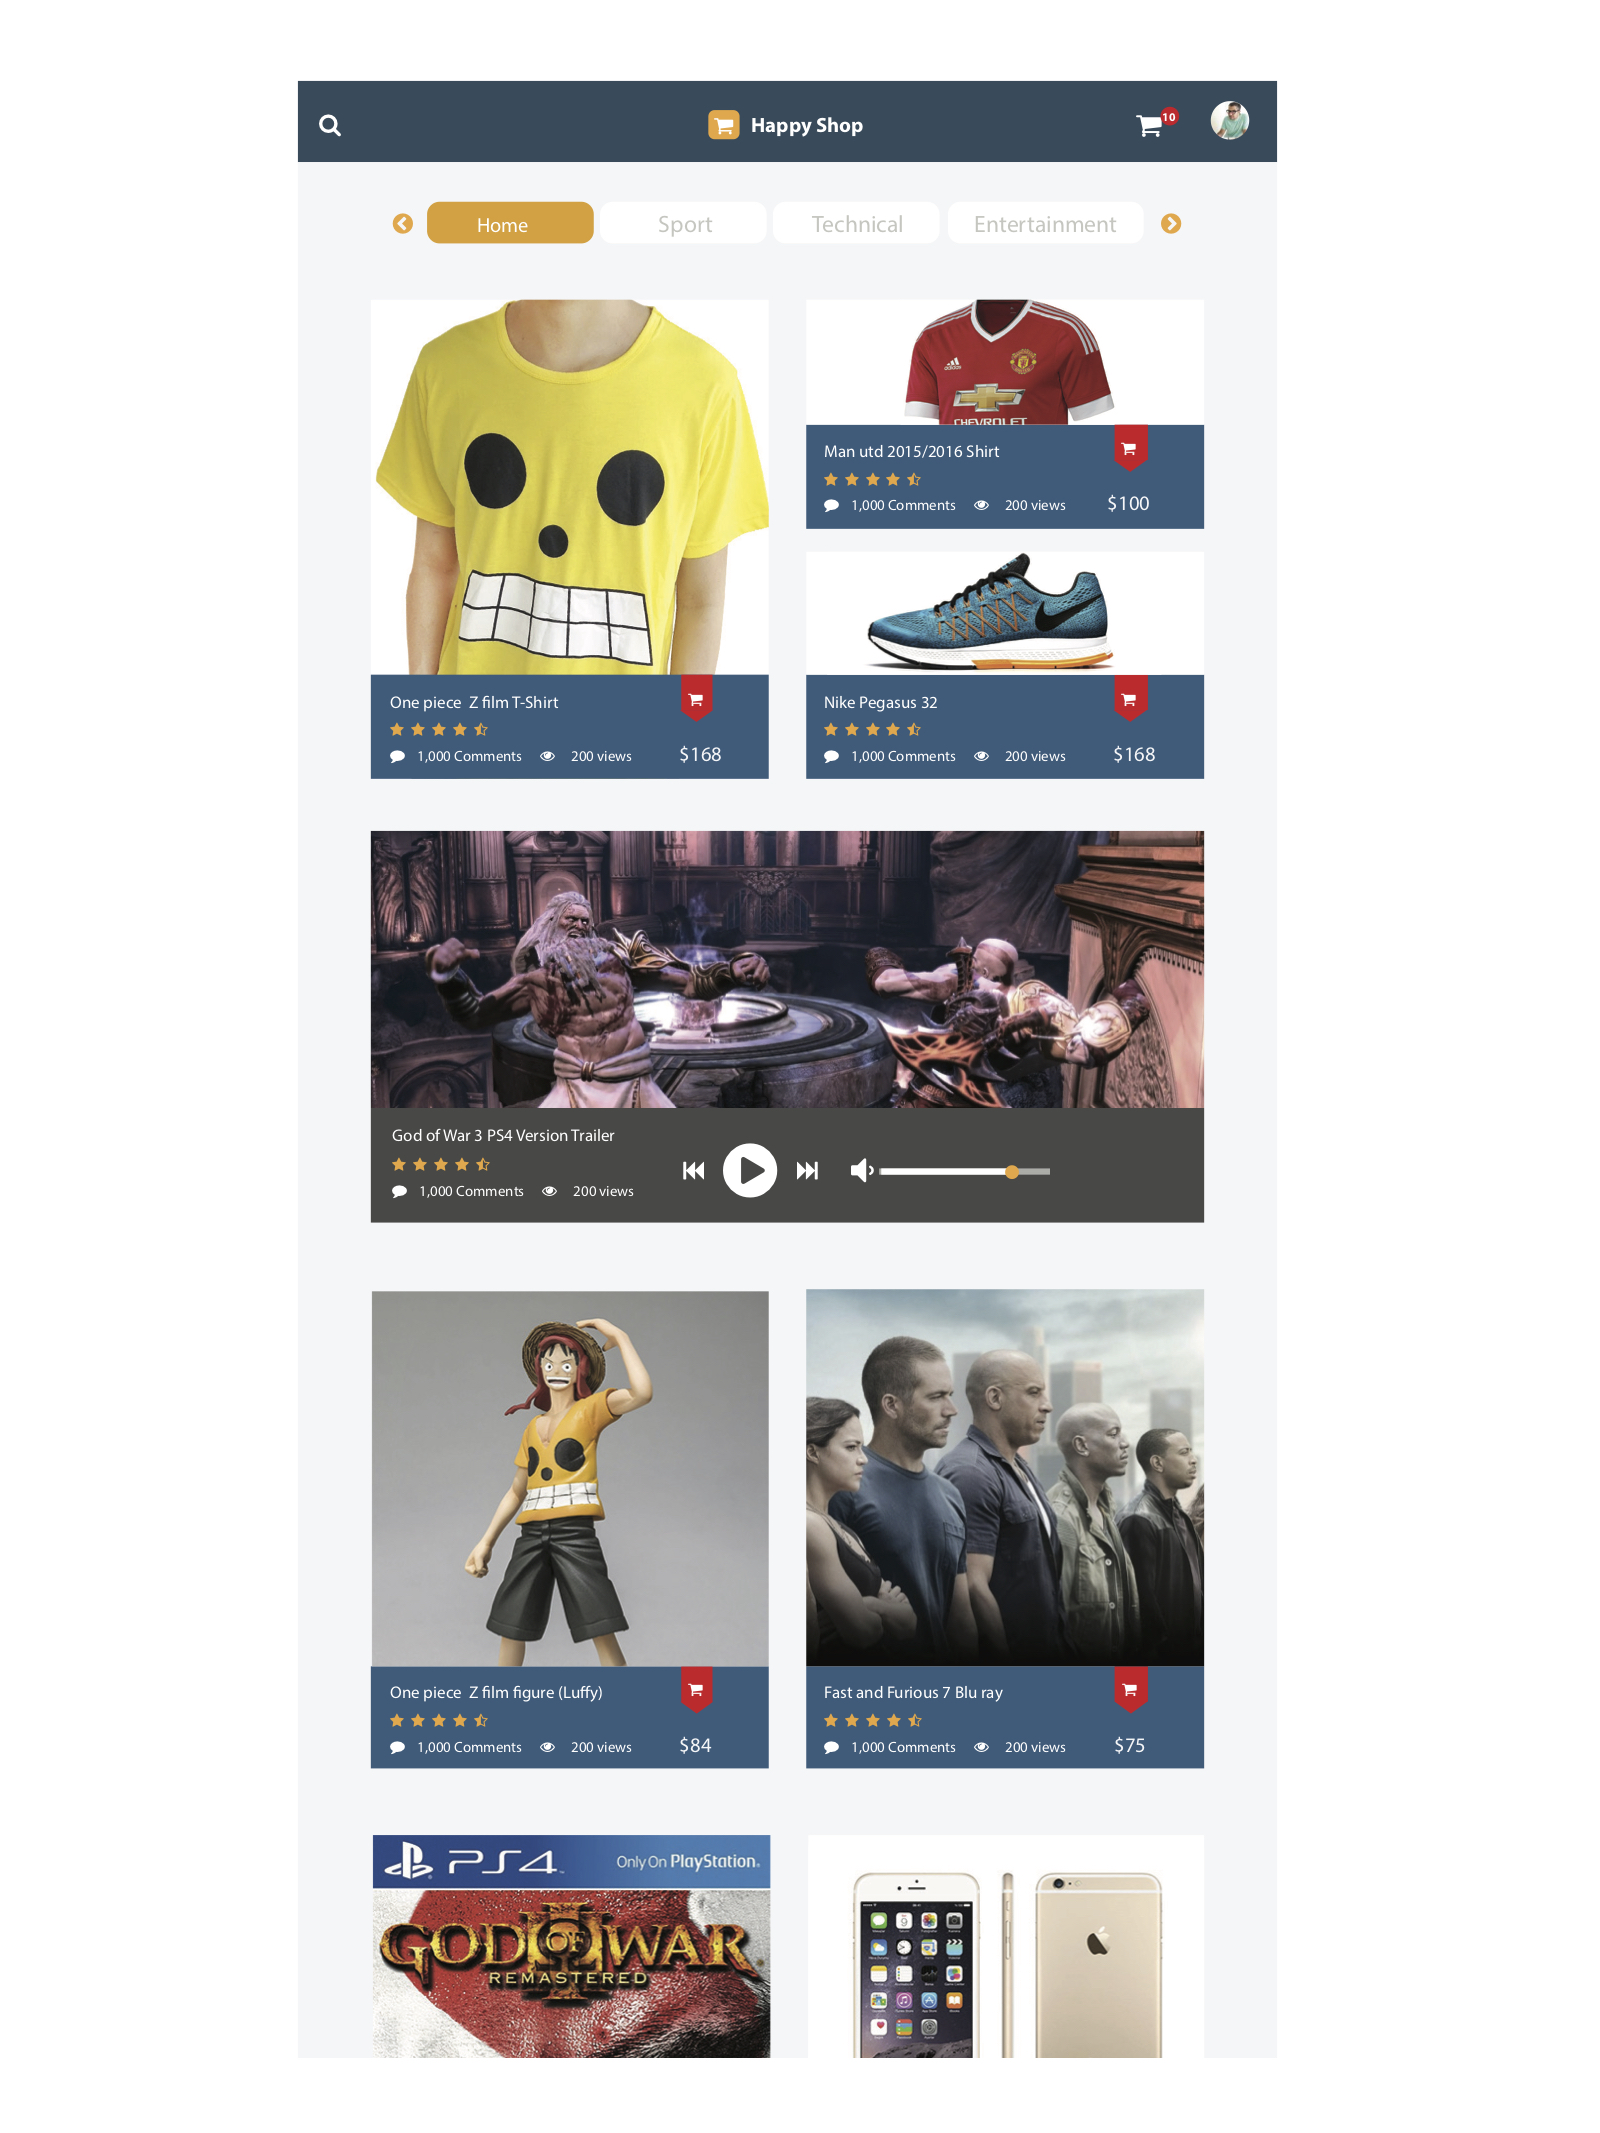 Happy Shop
10
Home
Sport
Technical
Entertainment
adidas
CHEVROLET
Man utd 2015/2016 Shirt
1,000 Comments
200 views
$100
One piece  Z film T-Shirt
1,000 Comments
200 views
$168
Nike Pegasus 32
1,000 Comments
200 views
$168
God of War 3 PS4 Version Trailer
1,000 Comments
200 views
One piece  Z film figure (Luffy)
1,000 Comments
200 views
$84
Fast and Furious 7 Blu ray
1,000 Comments
200 views
$75
PS4
Only On PlayStation.
GOD OF WAR
III
REMASTERED